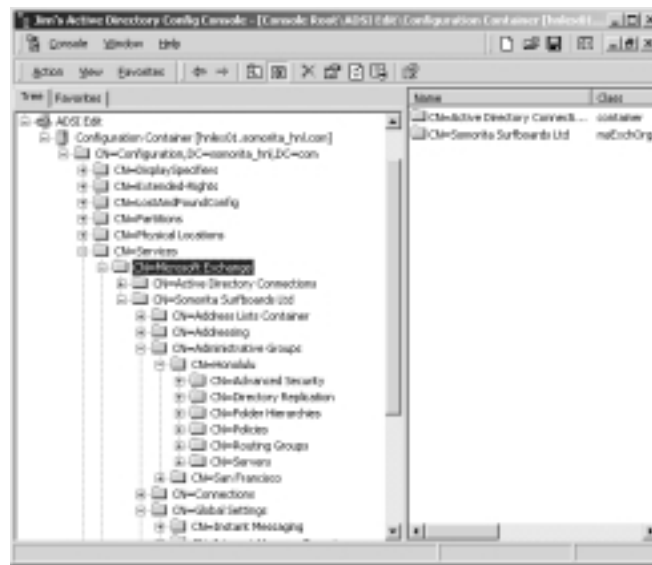 Jim's Active Directory Config Console - [Console Root\ADSI Edit\Configuration Container [hnlex01....
Console Window Help
Action View Favorites
Tree Favorites
ADSI Edit
Configuration Container [hnlex01.somorita_hnl.com]
CN=Configuration,DC=somorita_hnl,DC=com
CN=DisplaySpecifiers
CN=Extended-Rights
CN=LostAndFoundConfig
CN=Partitions
CN=Physical Locations
CN=Services
CN=Microsoft Exchange
CN=Active Directory Connections
CN=Somorita Surfboards Ltd
CN=Address Lists Container
CN=Addressing
CN=Administrative Groups
CN=Honolulu
CN=Advanced Security
CN=Directory Replication
CN=Folder Hierarchies
CN=Policies
CN=Routing Groups
CN=Servers
CN=San Francisco
CN=Connections
CN=Global Settings
CN=Instant Messaging
Name Class
CN=Active Directory Connecti... container
CN=Somorita Surfboards Ltd msExchOrg